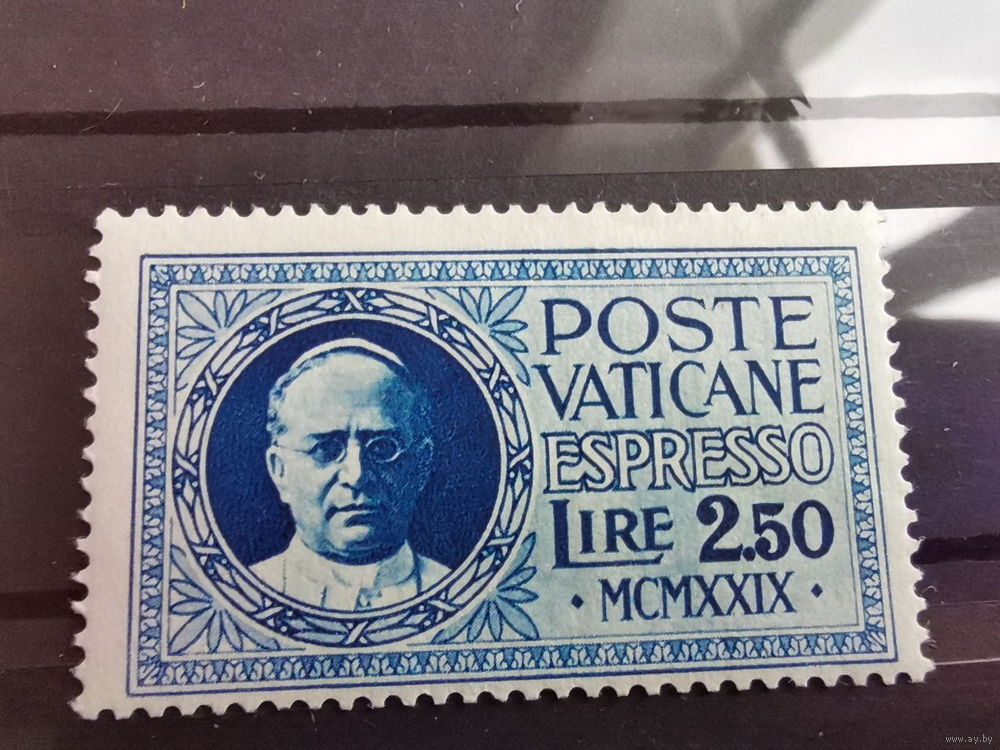 POSTE
VATICANE
ESPRESSO
LIRE 2.50
· MCMXXIX ·
www.ay.by